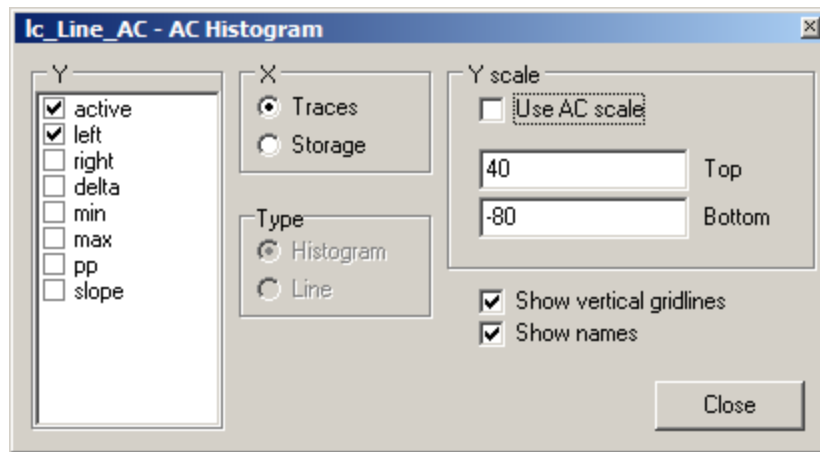 lc_Line_AC - AC Histogram
Y
active
left
right
delta
min
max
pp
slope
X
Traces
Storage
Type
Histogram
Line
Y scale
Use AC scale
40 Top
-80 Bottom
Show vertical gridlines
Show names
Close